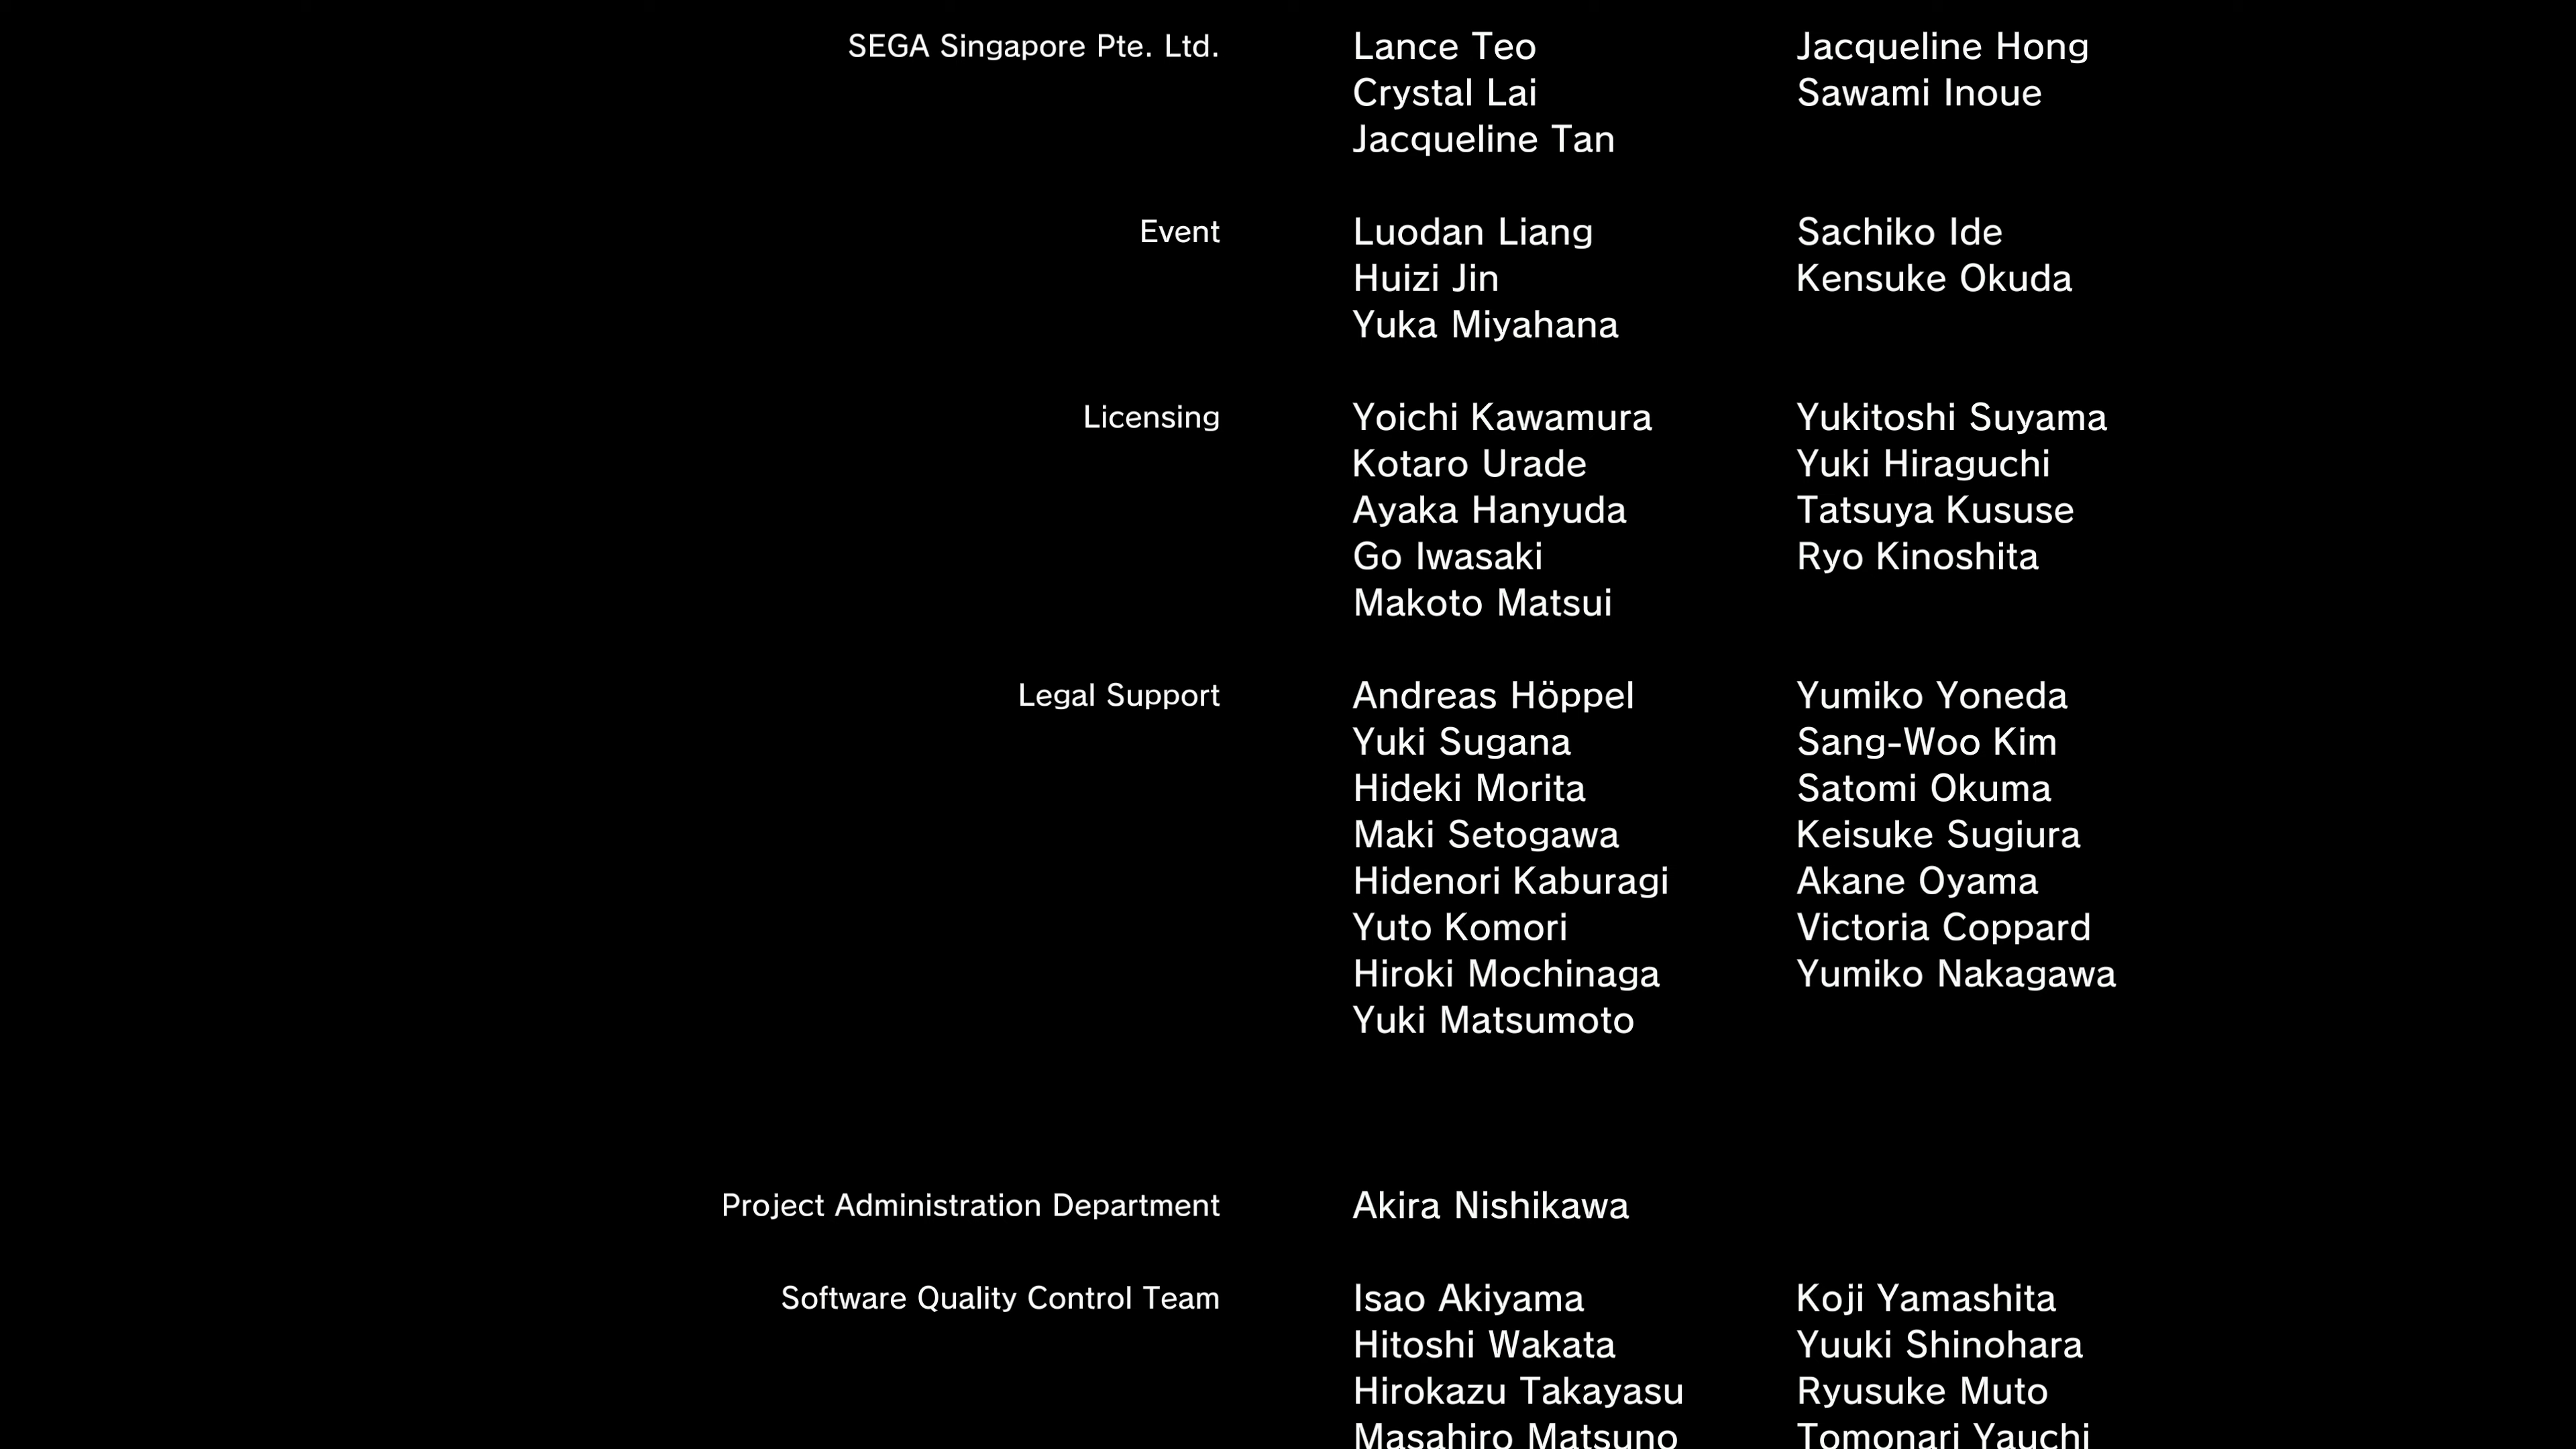 SEGA Singapore Pte. Ltd. Lance Teo Jacqueline Hong
Crystal Lai Sawami Inoue
Jacqueline Tan
Event Luodan Liang Sachiko Ide
Huizi Jin Kensuke Okuda
Yuka Miyahana
Licensing Yoichi Kawamura Yukitoshi Suyama
Kotaro Urade Yuki Hiraguchi
Ayaka Hanyuda Tatsuya Kususe
Go Iwasaki Ryo Kinoshita
Makoto Matsui
Legal Support Andreas Höppel Yumiko Yoneda
Yuki Sugana Sang-Woo Kim
Hideki Morita Satomi Okuma
Maki Setogawa Keisuke Sugiura
Hidenori Kaburagi Akane Oyama
Yuto Komori Victoria Coppard
Hiroki Mochinaga Yumiko Nakagawa
Yuki Matsumoto
Project Administration Department Akira Nishikawa
Software Quality Control Team Isao Akiyama Koji Yamashita
Hitoshi Wakata Yuuki Shinohara
Hirokazu Takayasu Ryusuke Muto
Masahiro Matsuno Tomonari Yauchi